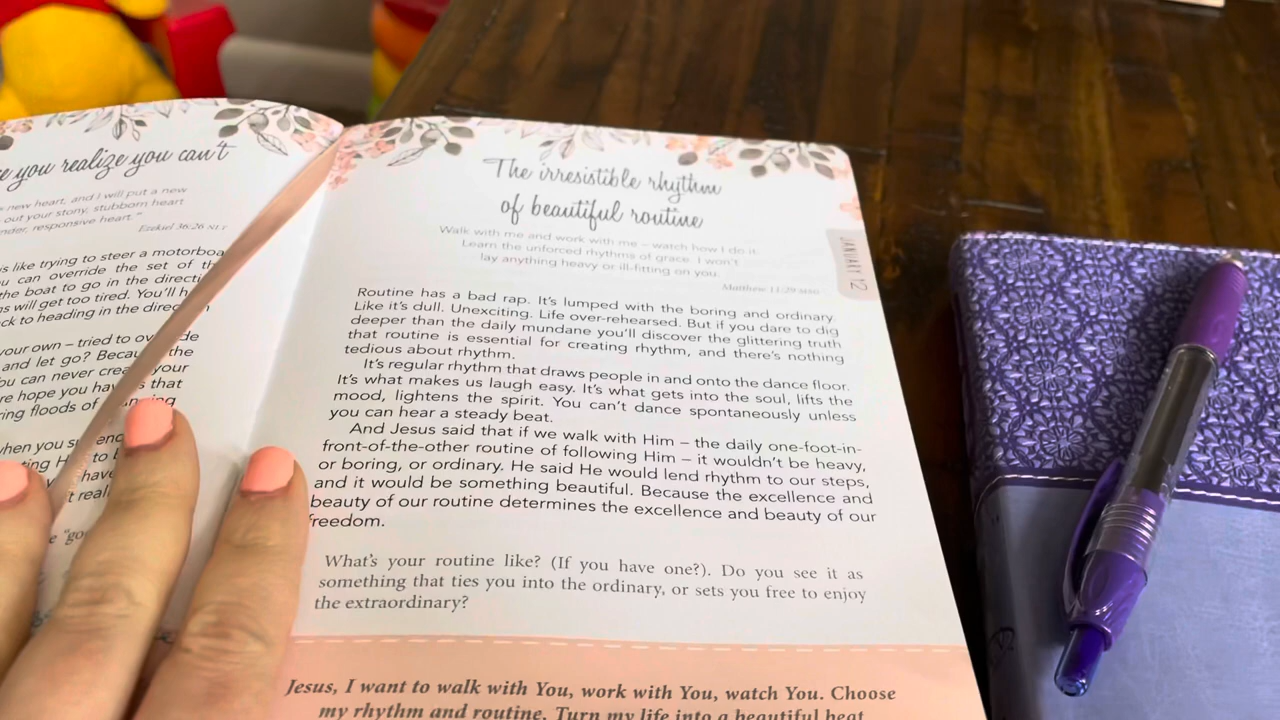 e you realize you can't
new heart, and I will put a new
out your stony, stubborn heart
nder, responsive heart."
Ezekiel 36:26 NLT
is like trying to steer a motorboa
u can override the set of th
the boat to go in the directi
s will get too tired. You'll h
ck to heading in the direc n
your own – tried to ov de
and let go? Becau the
ou can never crea your
re hope you hav s that
ring floods of
when you su enc
ting H to b
hav
t reali
e "go
The irresistible rhythm
of beautiful routine
Walk with me and work with me – watch how I do it.
Learn the unforced rhythms of grace. I won't
lay anything heavy or ill-fitting on you.
Matthew 11:29 MSG
JANUARY 12
Routine has a bad rap. It's lumped with the boring and ordinary.
Like it's dull. Unexciting. Life over-rehearsed. But if you dare to dig
deeper than the daily mundane you'll discover the glittering truth
that routine is essential for creating rhythm, and there's nothing
tedious about rhythm.
It's regular rhythm that draws people in and onto the dance floor.
It's what makes us laugh easy. It's what gets into the soul, lifts the
mood, lightens the spirit. You can't dance spontaneously unless
you can hear a steady beat.
And Jesus said that if we walk with Him – the daily one-foot-in-
front-of-the-other routine of following Him – it wouldn't be heavy,
or boring, or ordinary. He said He would lend rhythm to our steps,
and it would be something beautiful. Because the excellence and
beauty of our routine determines the excellence and beauty of our
freedom.
What's your routine like? (If you have one?). Do you see it as
something that ties you into the ordinary, or sets you free to enjoy
the extraordinary?
Jesus, I want to walk with You, work with You, watch You. Choose
my rhythm and routine. Turn my life into a beautiful beat